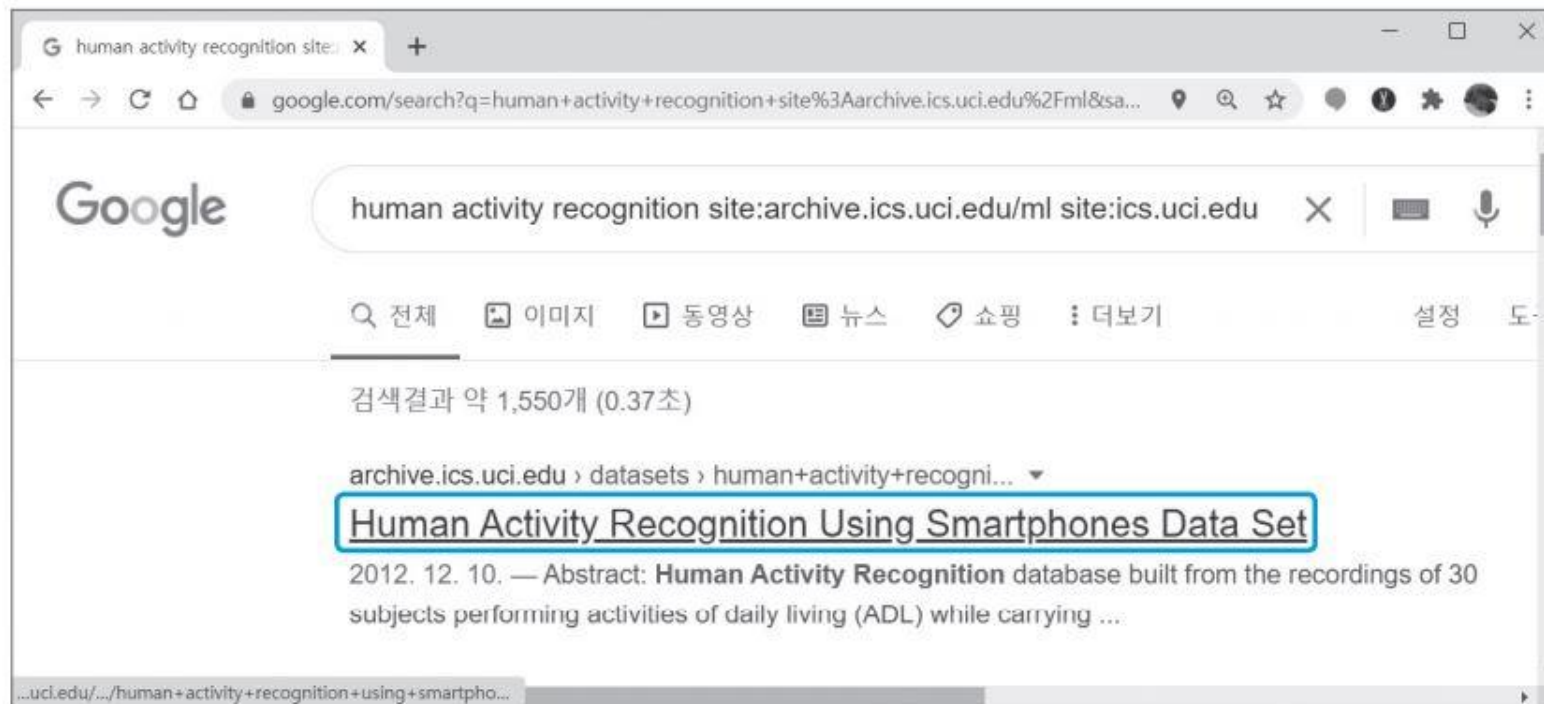 human activity recognition site:
google.com/search?q=human+activity+recognition+site%3Aarchive.ics.uci.edu%2Fml&sa...
Google
human activity recognition site:archive.ics.uci.edu/ml site:ics.uci.edu
전체 이미지 동영상 뉴스 쇼핑 더보기 설정
검색결과 약 1,550개 (0.37초)
archive.ics.uci.edu › datasets › human+activity+recogni...
Human Activity Recognition Using Smartphones Data Set
2012. 12. 10. — Abstract: Human Activity Recognition database built from the recordings of 30
subjects performing activities of daily living (ADL) while carrying ...
...uci.edu/.../human+activity+recognition+using+smartpho...